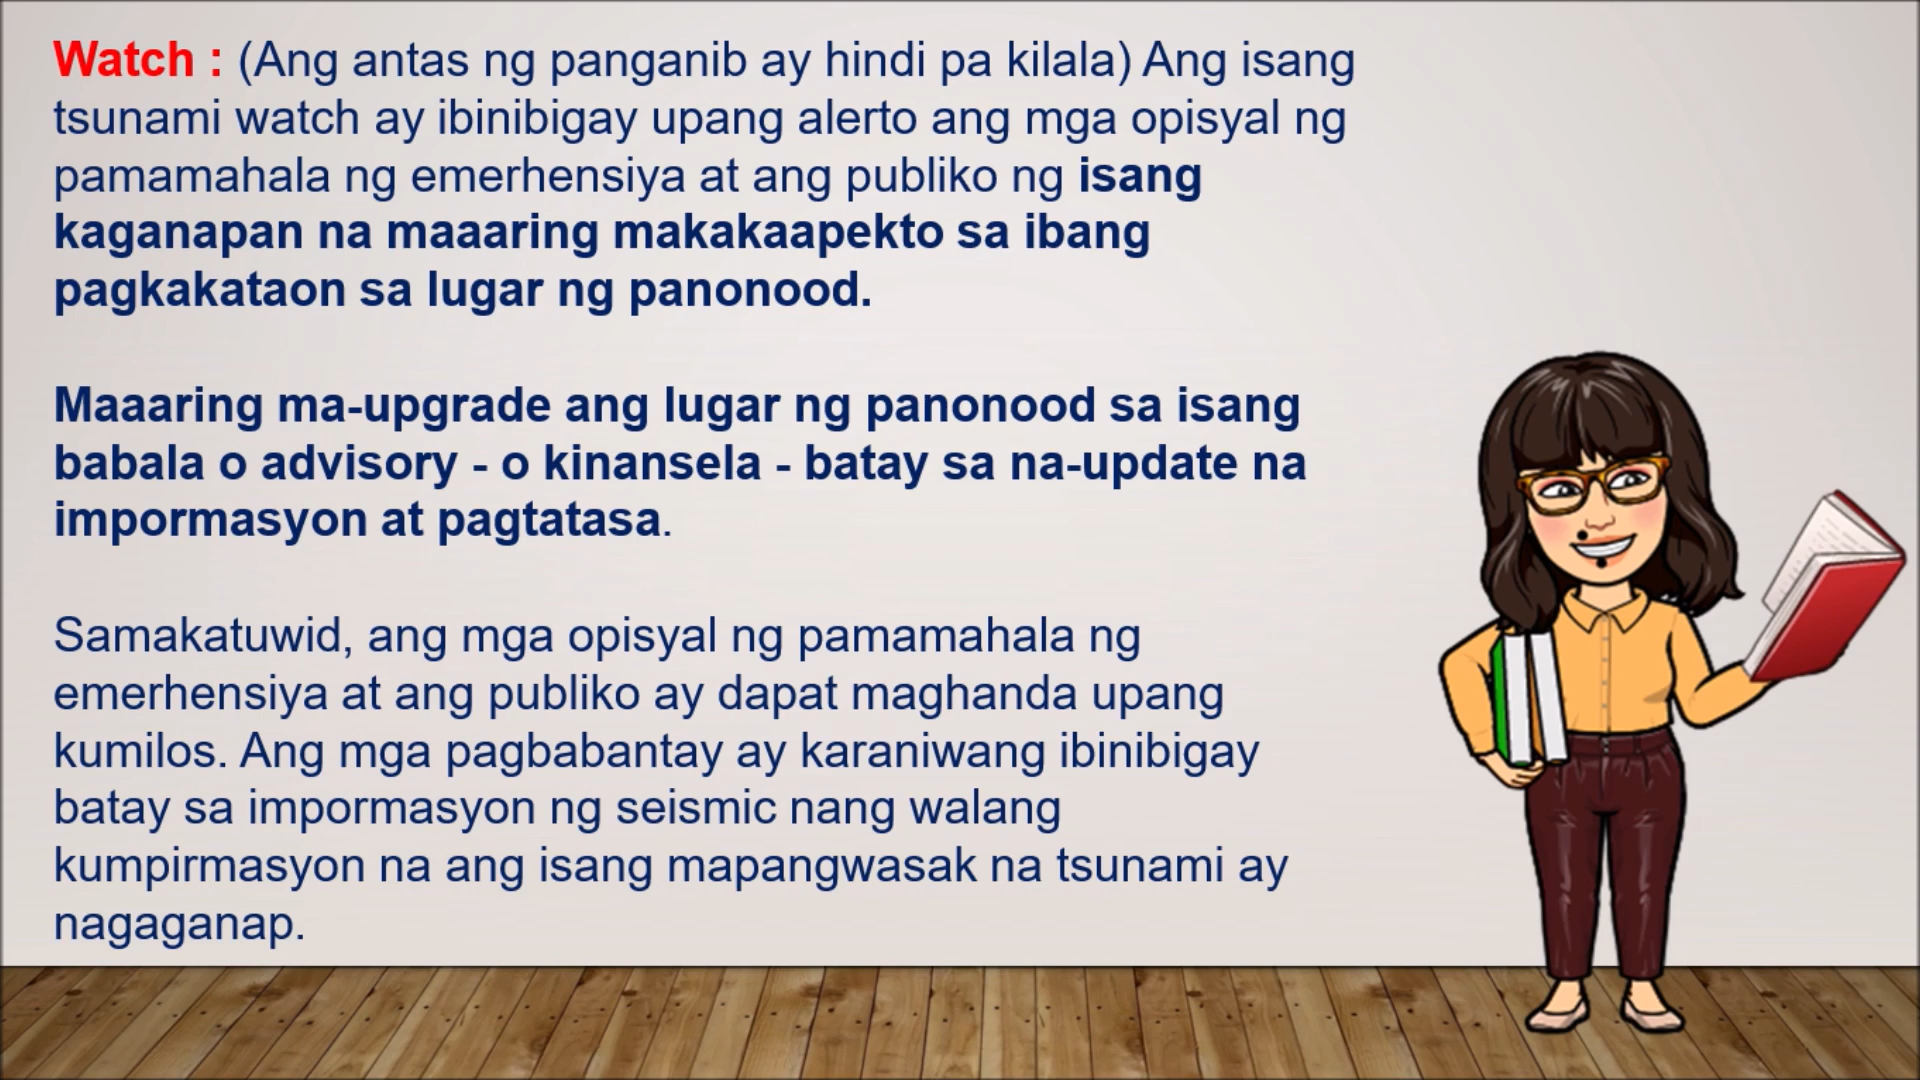 Watch : (Ang antas ng panganib ay hindi pa kilala) Ang isang
tsunami watch ay ibinibigay upang alerto ang mga opisyal ng
pamamahala ng emerhensiya at ang publiko ng isang
kaganapan na maaaring makakaapekto sa ibang
pagkakataon sa lugar ng panonood.
Maaaring ma-upgrade ang lugar ng panonood sa isang
babala o advisory - o kinansela - batay sa na-update na
impormasyon at pagtatasa.
Samakatuwid, ang mga opisyal ng pamamahala ng
emerhensiya at ang publiko ay dapat maghanda upang
kumilos. Ang mga pagbabantay ay karaniwang ibinibigay
batay sa impormasyon ng seismic nang walang
kumpirmasyon na ang isang mapangwasak na tsunami ay
nagaganap.